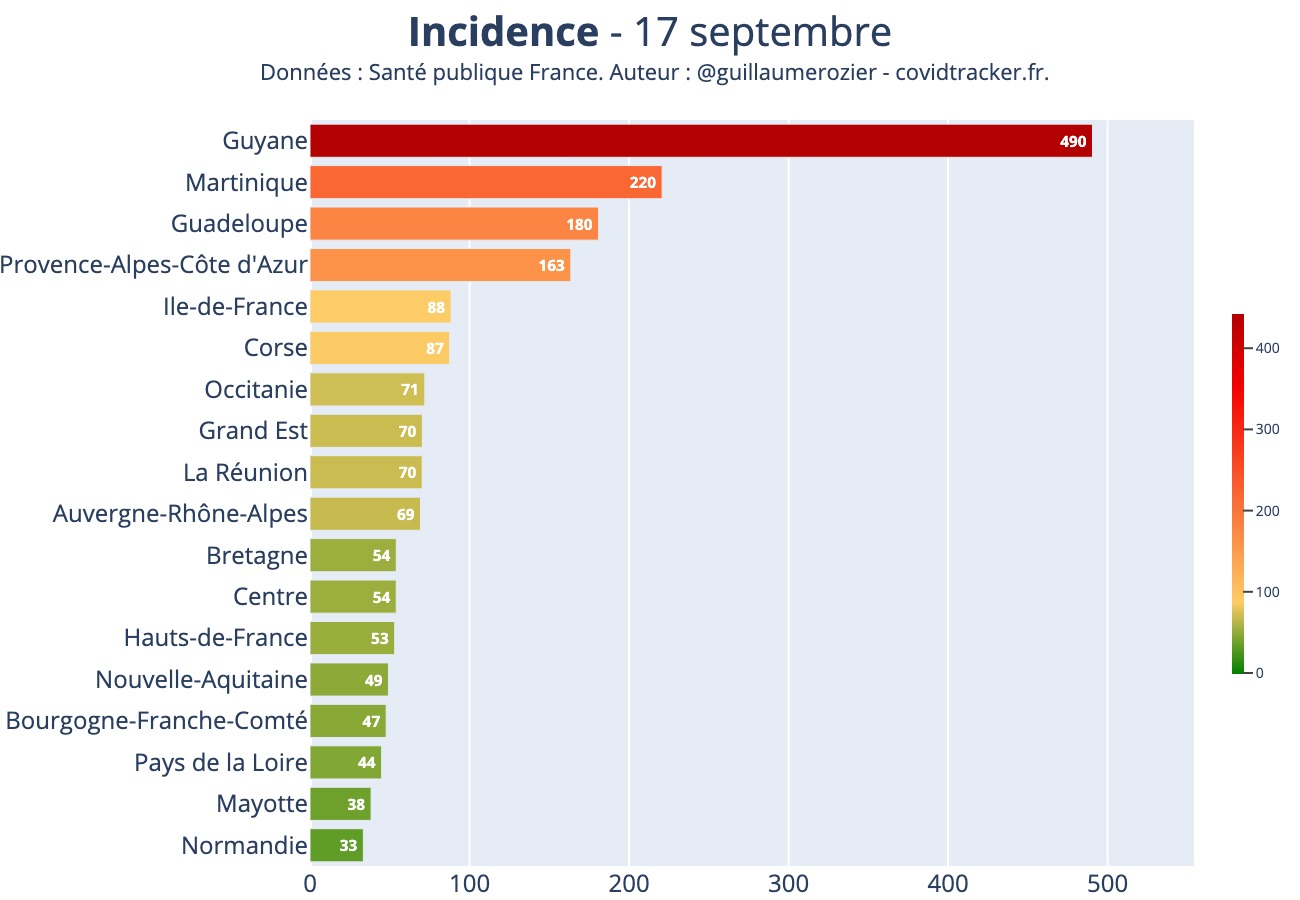 Incidence - 17 septembre
Données : Santé publique France. Auteur : @guillaumerozier - covidtracker.fr.
Guyane 490
Martinique 220
Guadeloupe 180
Provence-Alpes-Côte d'Azur 163
Ile-de-France 88
Corse 87
Occitanie 71
Grand Est 70
La Réunion 70
Auvergne-Rhône-Alpes 69
Bretagne 54
Centre 54
Hauts-de-France 53
Nouvelle-Aquitaine 49
Bourgogne-Franche-Comté 47
Pays de la Loire 44
Mayotte 38
Normandie 33
0 100 200 300 400 500
400
300
200
100
0